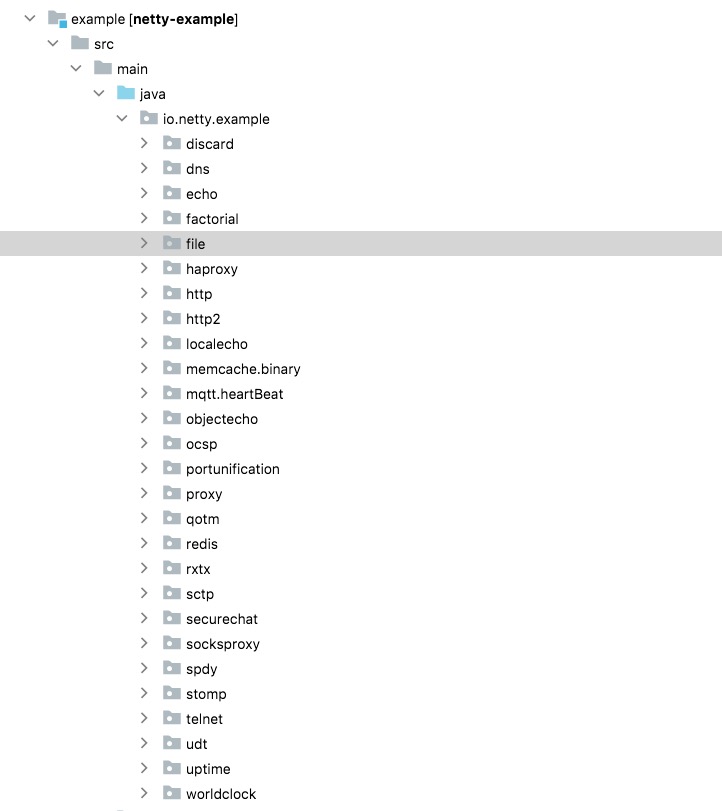 example [netty-example]
src
main
java
io.netty.example
discard
dns
echo
factorial
file
haproxy
http
http2
localecho
memcache.binary
mqtt.heartBeat
objectecho
ocsp
portunification
proxy
qotm
redis
rxtx
sctp
securechat
socksproxy
spdy
stomp
telnet
udt
uptime
worldclock